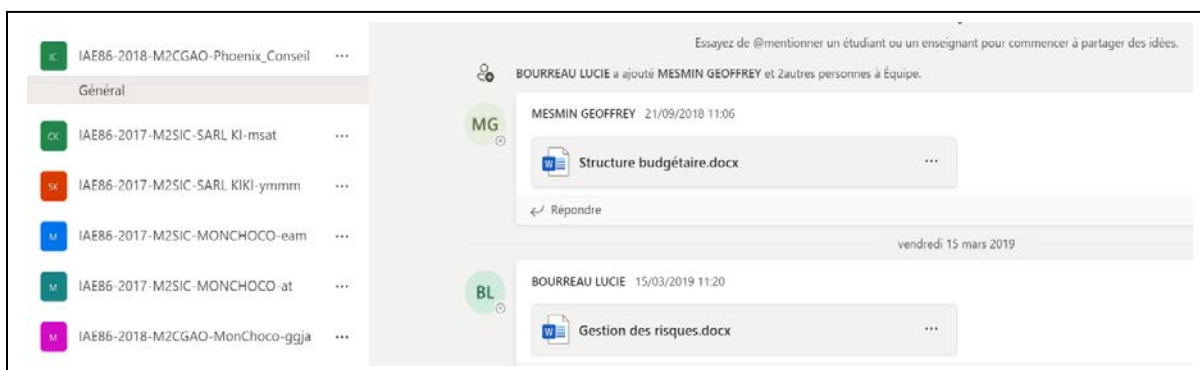 IC
IAE86-2018-M2CGAO-Phoenix_Conseil ...
Général
CK
IAE86-2017-M2SIC-SARL KI-msat ...
SK
IAE86-2017-M2SIC-SARL KIKI-ymmm ...
M
IAE86-2017-M2SIC-MONCHOCO-eam ...
M
IAE86-2017-M2SIC-MONCHOCO-at ...
M
IAE86-2018-M2CGAO-MonChoco-ggja ...
Essayez de @mentionner un étudiant ou un enseignant pour commencer à partager des idées.
BOURREAU LUCIE a ajouté MESMIN GEOFFREY et 2autres personnes à Équipe.
MG
MESMIN GEOFFREY 21/09/2018 11:06
Structure budgétaire.docx ...
Répondre
vendredi 15 mars 2019
BL
BOURREAU LUCIE 15/03/2019 11:20
Gestion des risques.docx ...